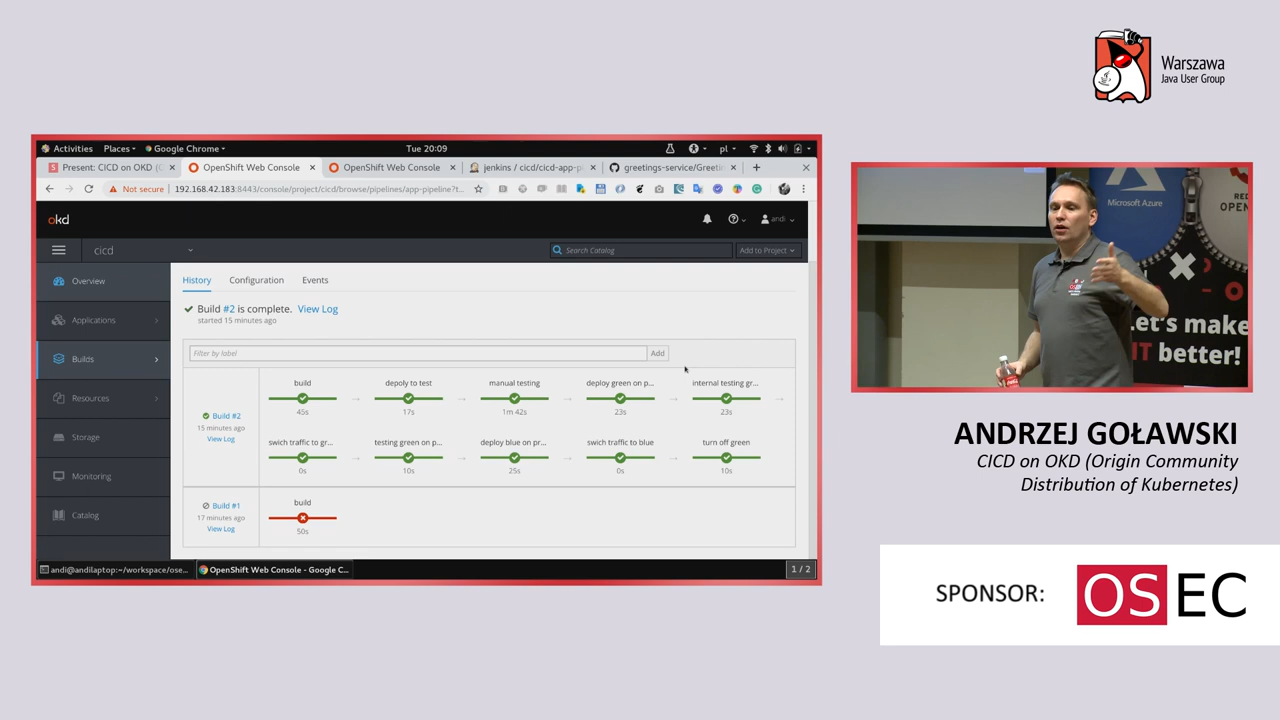 Warszawa
Java User Group
Activities Places Google Chrome Tue 20:09 pl
Present: CICD on OKD (C × OpenShift Web Console × OpenShift Web Console × jenkins / cicd/cicd-app-p × greetings-service/Greeti × +
Not secure 192.168.42.183:8443/console/project/cicd/browse/pipelines/app-pipeline?t...
okd andi
cicd Search Catalog Add to Project
Overview
Applications
Builds
Resources
Storage
Monitoring
Catalog
History Configuration Events
Build #2 is complete. View Log
started 15 minutes ago
Filter by label Add
build depoly to test manual testing deploy green on p... internal testing gr...
45s 17s 1m 42s 23s 23s
Build #2
15 minutes ago
View Log
swich traffic to gr... testing green on p... deploy blue on pr... swich traffic to blue turn off green
0s 10s 25s 0s 10s
Build #1
17 minutes ago
View Log
build
50s
andi@andilaptop:~/workspace/ose... OpenShift Web Console - Google C... 1 / 2
Microsoft Azure
RED
OPEN
Let's make
IT better!
ANDRZEJ GOŁAWSKI
CICD on OKD (Origin Community
Distribution of Kubernetes)
SPONSOR: OSEC